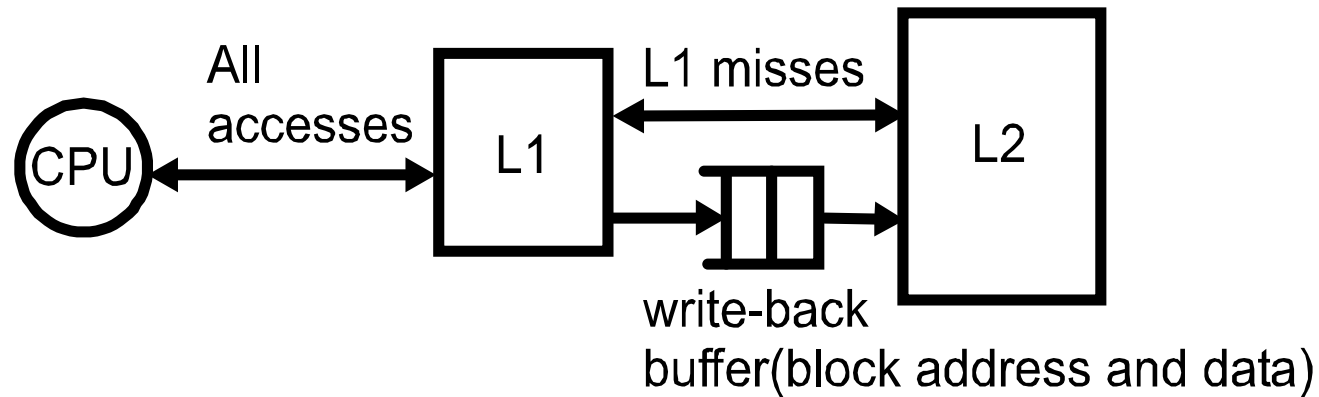 All
accesses
CPU
L1
L1 misses
L2
write-back
buffer(block address and data)